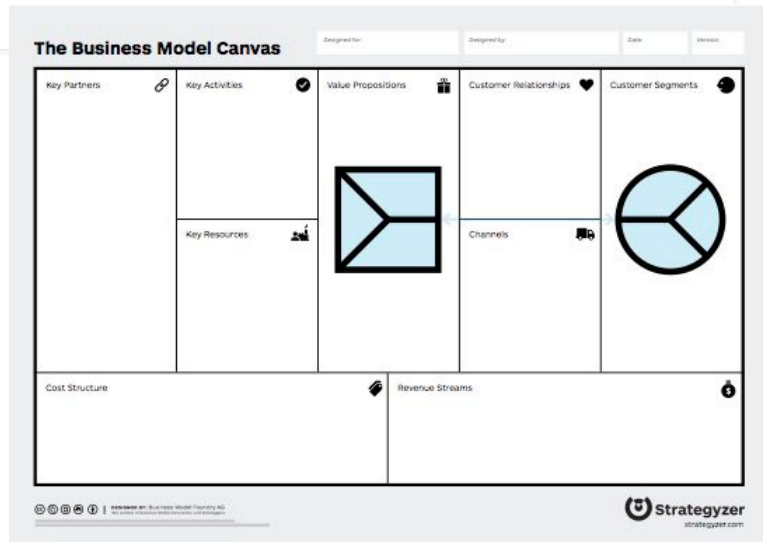 The Business Model Canvas
Designed for:
Designed by:
Date:
Version:
Key Partners
Key Activities
Value Propositions
Customer Relationships
Customer Segments
Key Resources
Channels
Cost Structure
Revenue Streams
DESIGNED BY: Business Model Foundry AG
Strategyzer
strategyzer.com